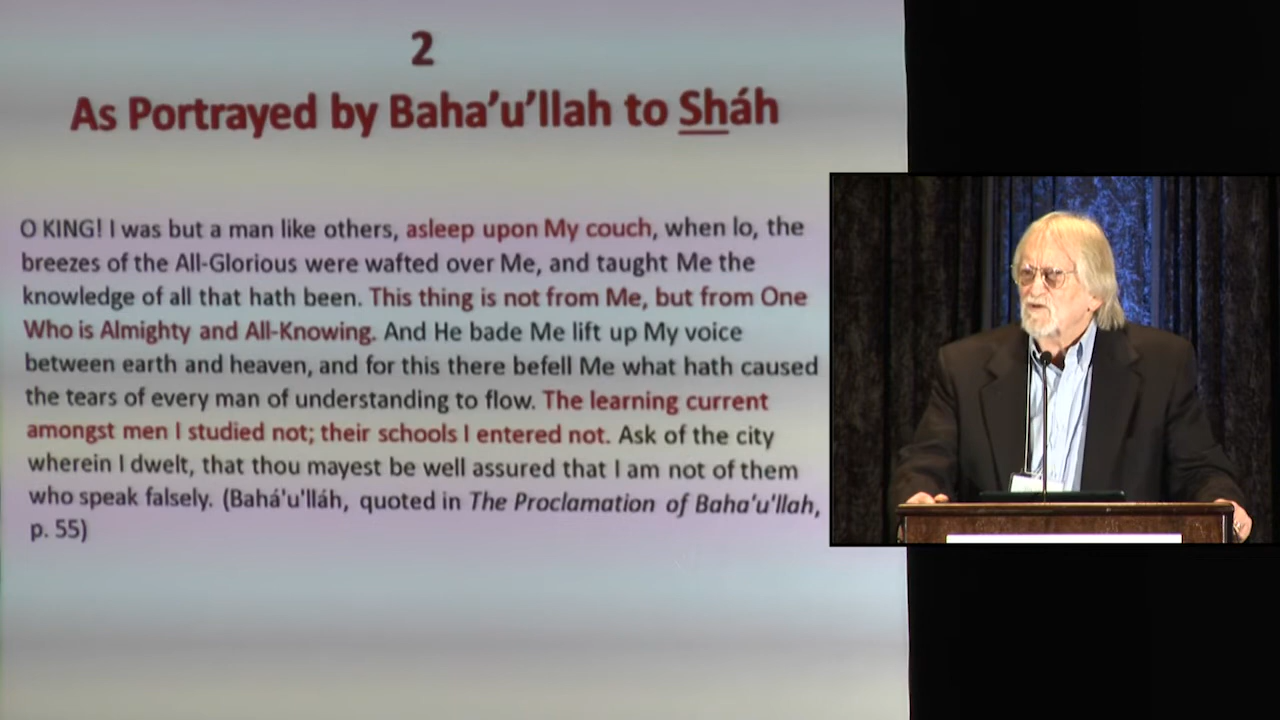 2
As Portrayed by Baha'u'llah to Sháh
O KING! I was but a man like others, asleep upon My couch, when lo, the
breezes of the All-Glorious were wafted over Me, and taught Me the
knowledge of all that hath been. This thing is not from Me, but from One
Who is Almighty and All-Knowing. And He bade Me lift up My voice
between earth and heaven, and for this there befell Me what hath caused
the tears of every man of understanding to flow. The learning current
amongst men I studied not; their schools I entered not. Ask of the city
wherein I dwelt, that thou mayest be well assured that I am not of them
who speak falsely. (Bahá'u'lláh, quoted in The Proclamation of Baha'u'llah,
p. 55)